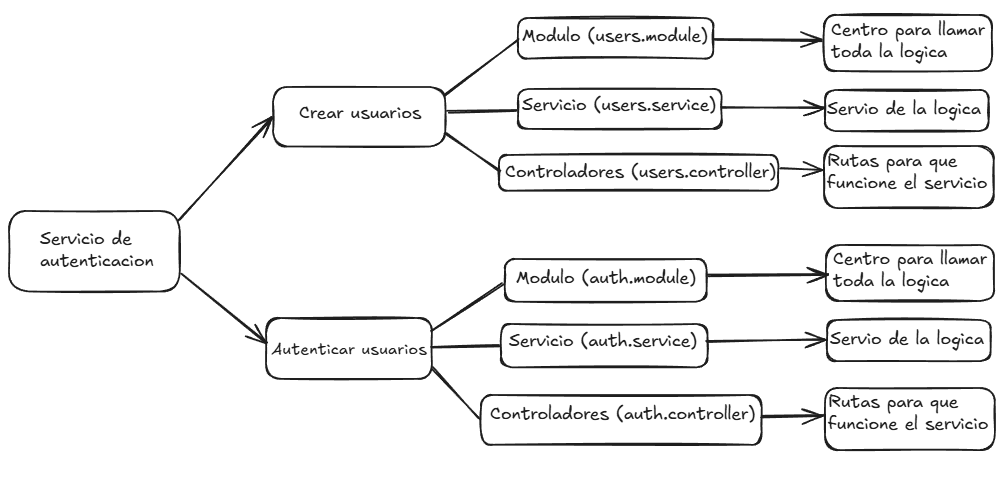 Modulo (users.module)
Centro para llamar
toda la logica
Crear usuarios
Servicio (users.service)
Servio de la logica
Controladores (users.controller)
Rutas para que
funcione el servicio
Servicio de
autenticacion
Modulo (auth.module)
Centro para llamar
toda la logica
Autenticar usuarios
Servicio (auth.service)
Servio de la logica
Controladores (auth.controller)
Rutas para que
funcione el servicio